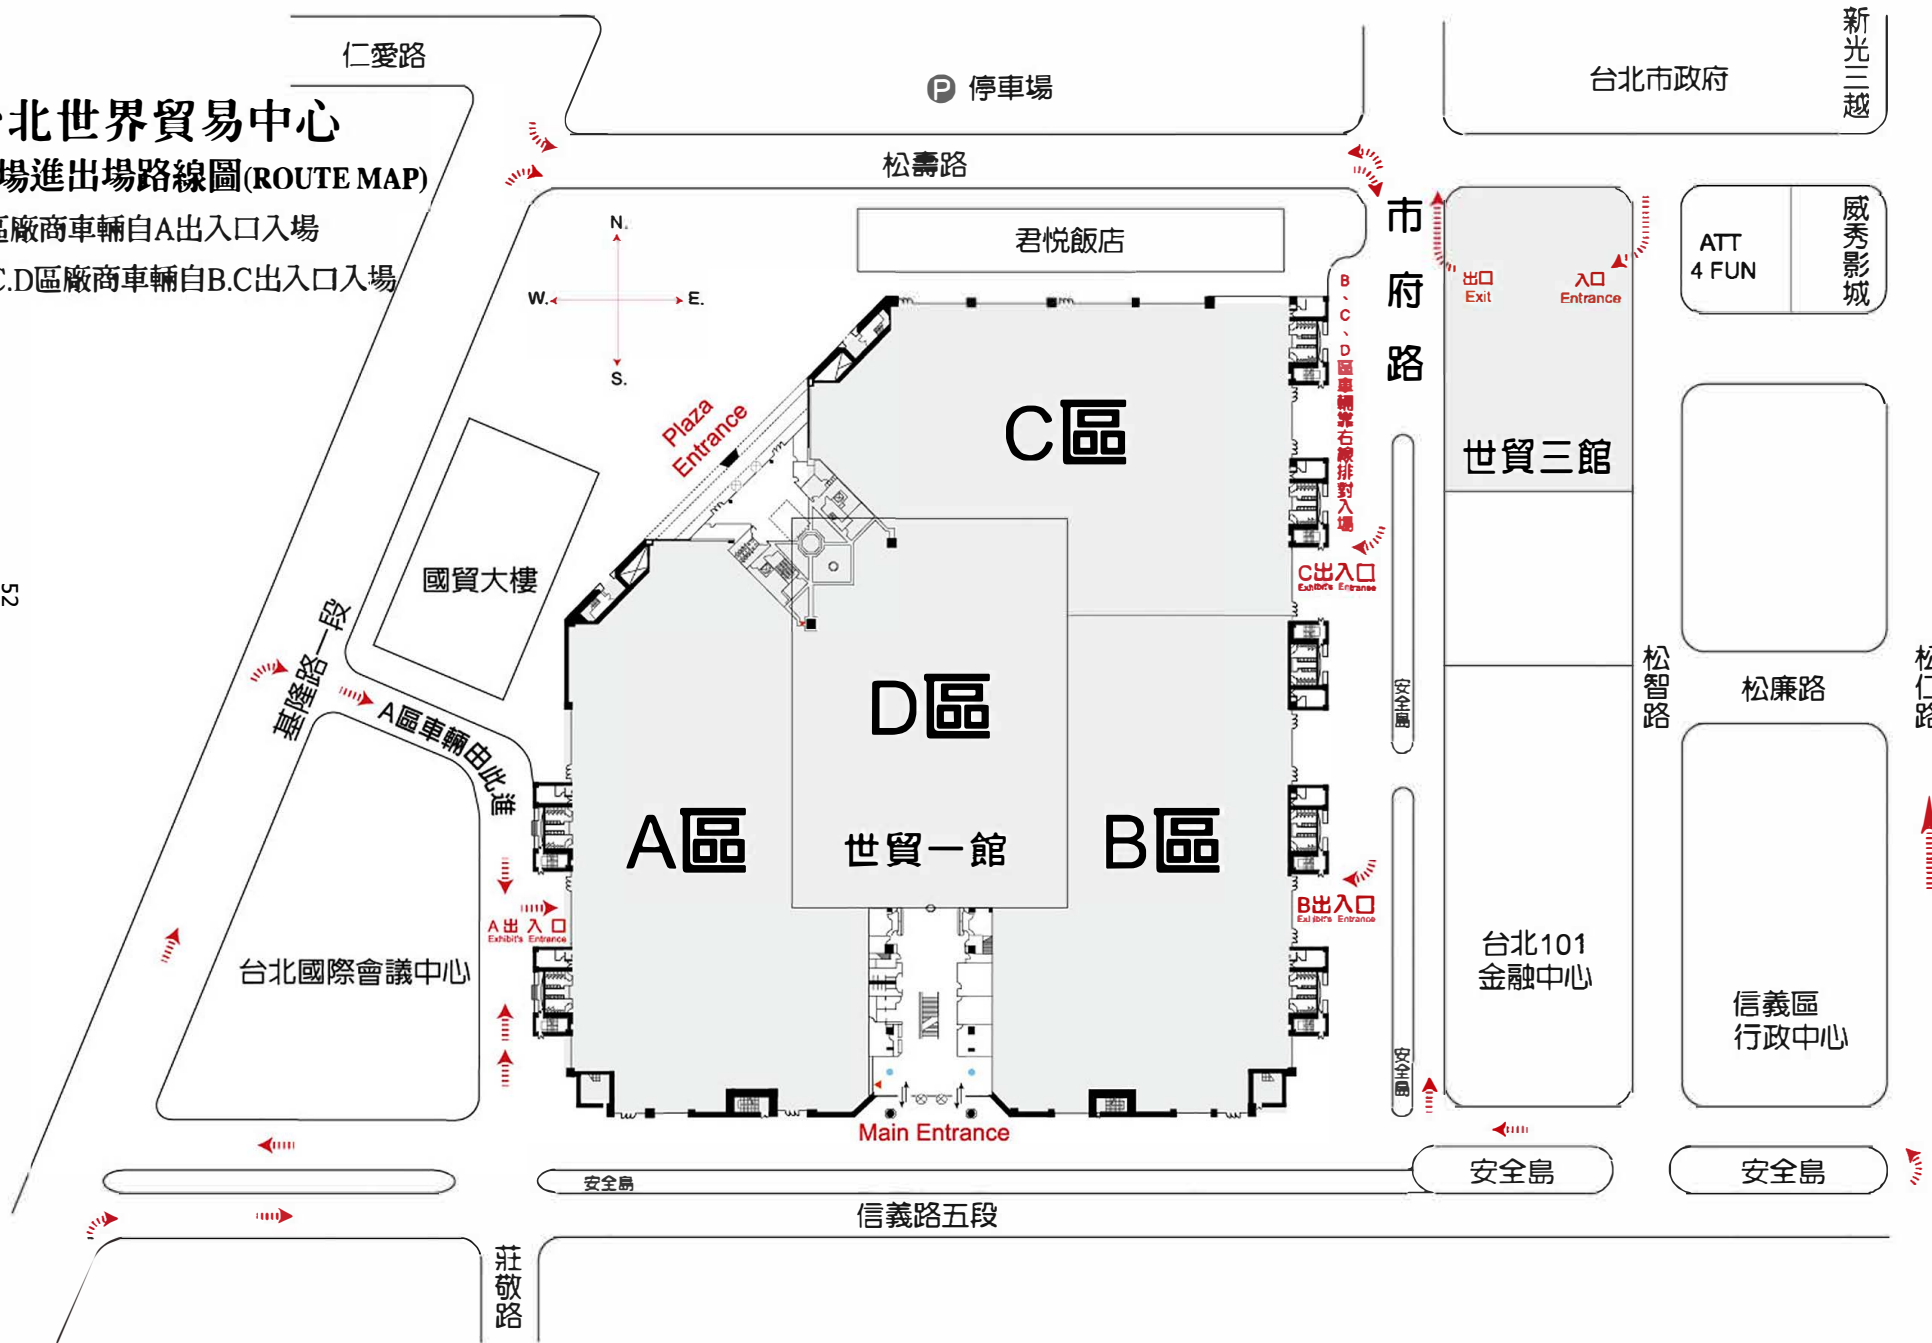 仁愛路
北世界貿易中心
場進出場路線圖(ROUTE MAP)
區廠商車輛自A出入口入場
C.D區廠商車輛自B.C出入口入場
P 停車場
台北市政府
新光三越
松壽路
君悅飯店
市府路
出口
Exit
入口
Entrance
ATT
4 FUN
威秀影城
N.
W.
E.
S.
B、C、D區車輛靠右線排對入場
Plaza
Entrance
C區
世貿三館
國貿大樓
C出入口
Exhibit's Entrance
52
基隆路一段
A區車輛由此進
D區
安全島
松智路
松廉路
松仁路
A區
世貿一館
B區
A出入口
Exhibit's Entrance
B出入口
Exhibit's Entrance
台北國際會議中心
台北101
金融中心
信義區
行政中心
安全島
Main Entrance
安全島
安全島
安全島
信義路五段
莊敬路